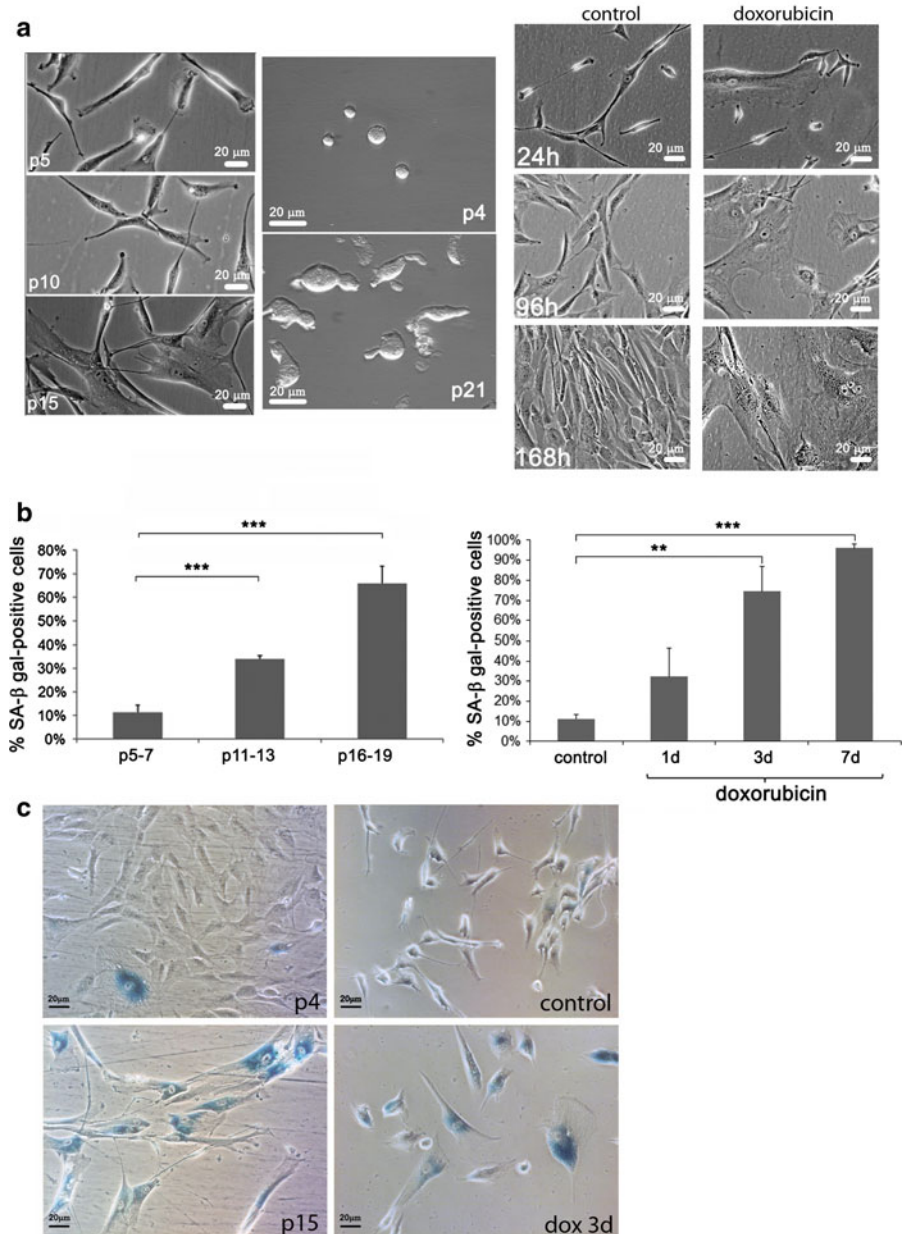 a
control doxorubicin
p5 20 μm
p4 20 μm
24h 20 μm
20 μm
p10 20 μm
p21 20 μm
96h 20 μm
20 μm
p15 20 μm
168h 20 μm
20 μm
b
***
***
% SA-β gal-positive cells
80%
70%
60%
50%
40%
30%
20%
10%
0%
p5-7 p11-13 p16-19
***
**
% SA-β gal-positive cells
100%
90%
80%
70%
60%
50%
40%
30%
20%
10%
0%
control 1d 3d 7d
doxorubicin
c
20μm p4
20μm control
20μm p15
20μm dox 3d